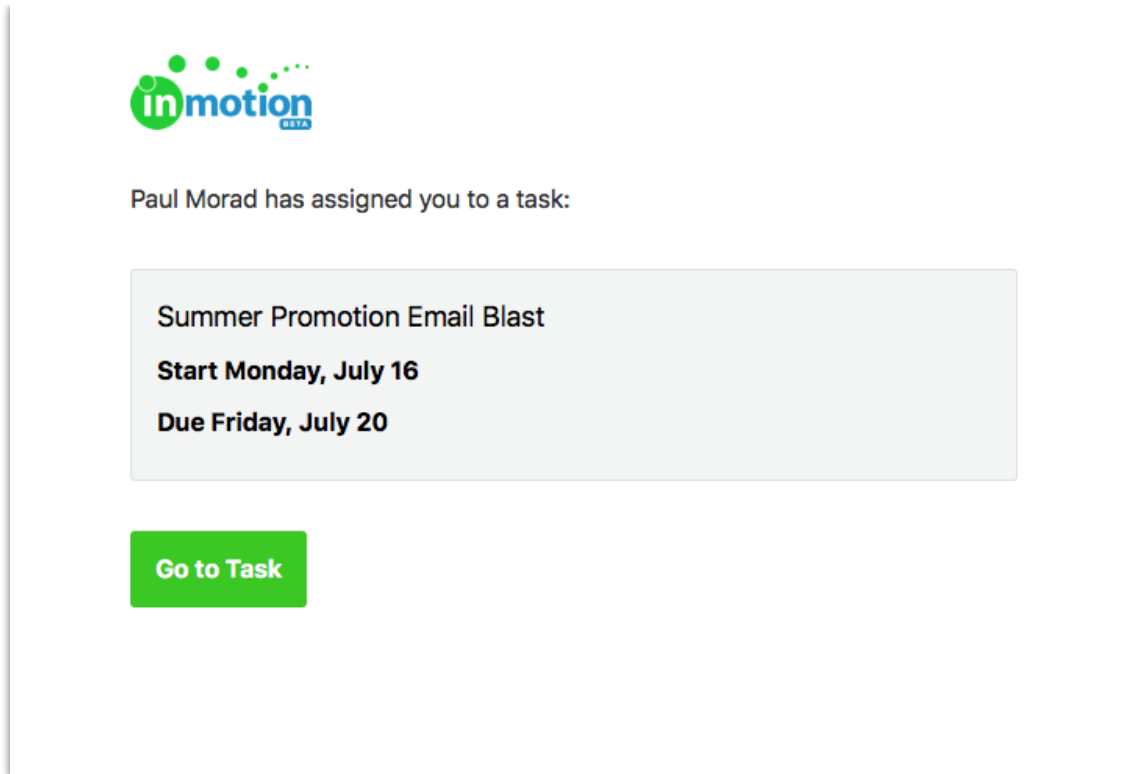 inmotion
BETA
Paul Morad has assigned you to a task:
Summer Promotion Email Blast
Start Monday, July 16
Due Friday, July 20
Go to Task